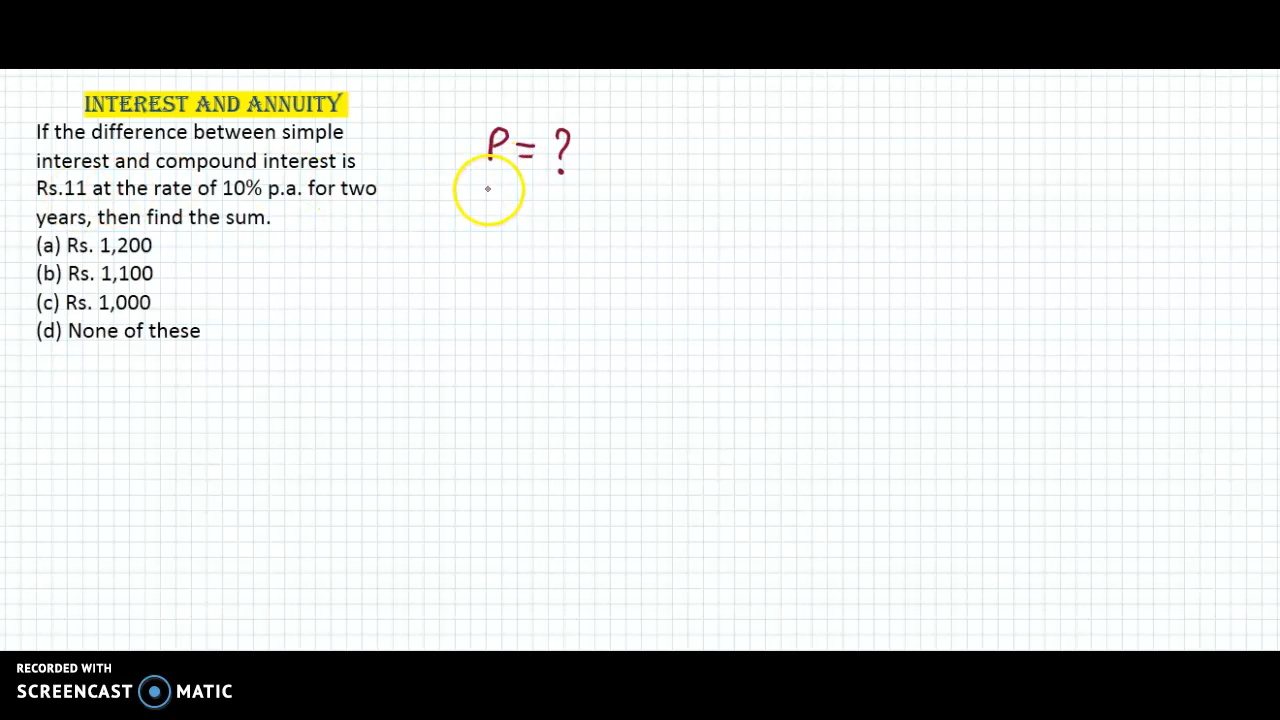 INTEREST AND ANNUITY
If the difference between simple
interest and compound interest is
Rs.11 at the rate of 10% p.a. for two
years, then find the sum.
(a) Rs. 1,200
(b) Rs. 1,100
(c) Rs. 1,000
(d) None of these
P = ?
RECORDED WITH
SCREENCAST MATIC